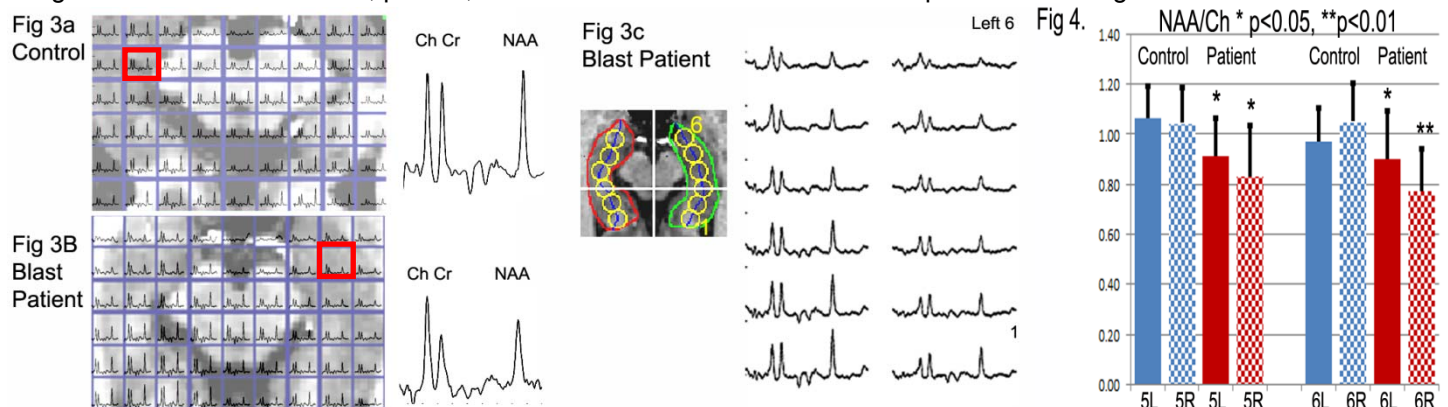 Fig 3a
Control
Ch Cr NAA
Fig 3B
Blast
Patient
Ch Cr NAA
Fig 3c
Blast Patient
Left 6
6
1
1
Fig 4.
NAA/Ch * p<0.05, **p<0.01
Control Patient Control Patient
* * * **
1.40
1.20
1.00
0.80
0.60
0.40
0.20
0.00
5L 5R 5L 5R 6L 6R 6L 6R